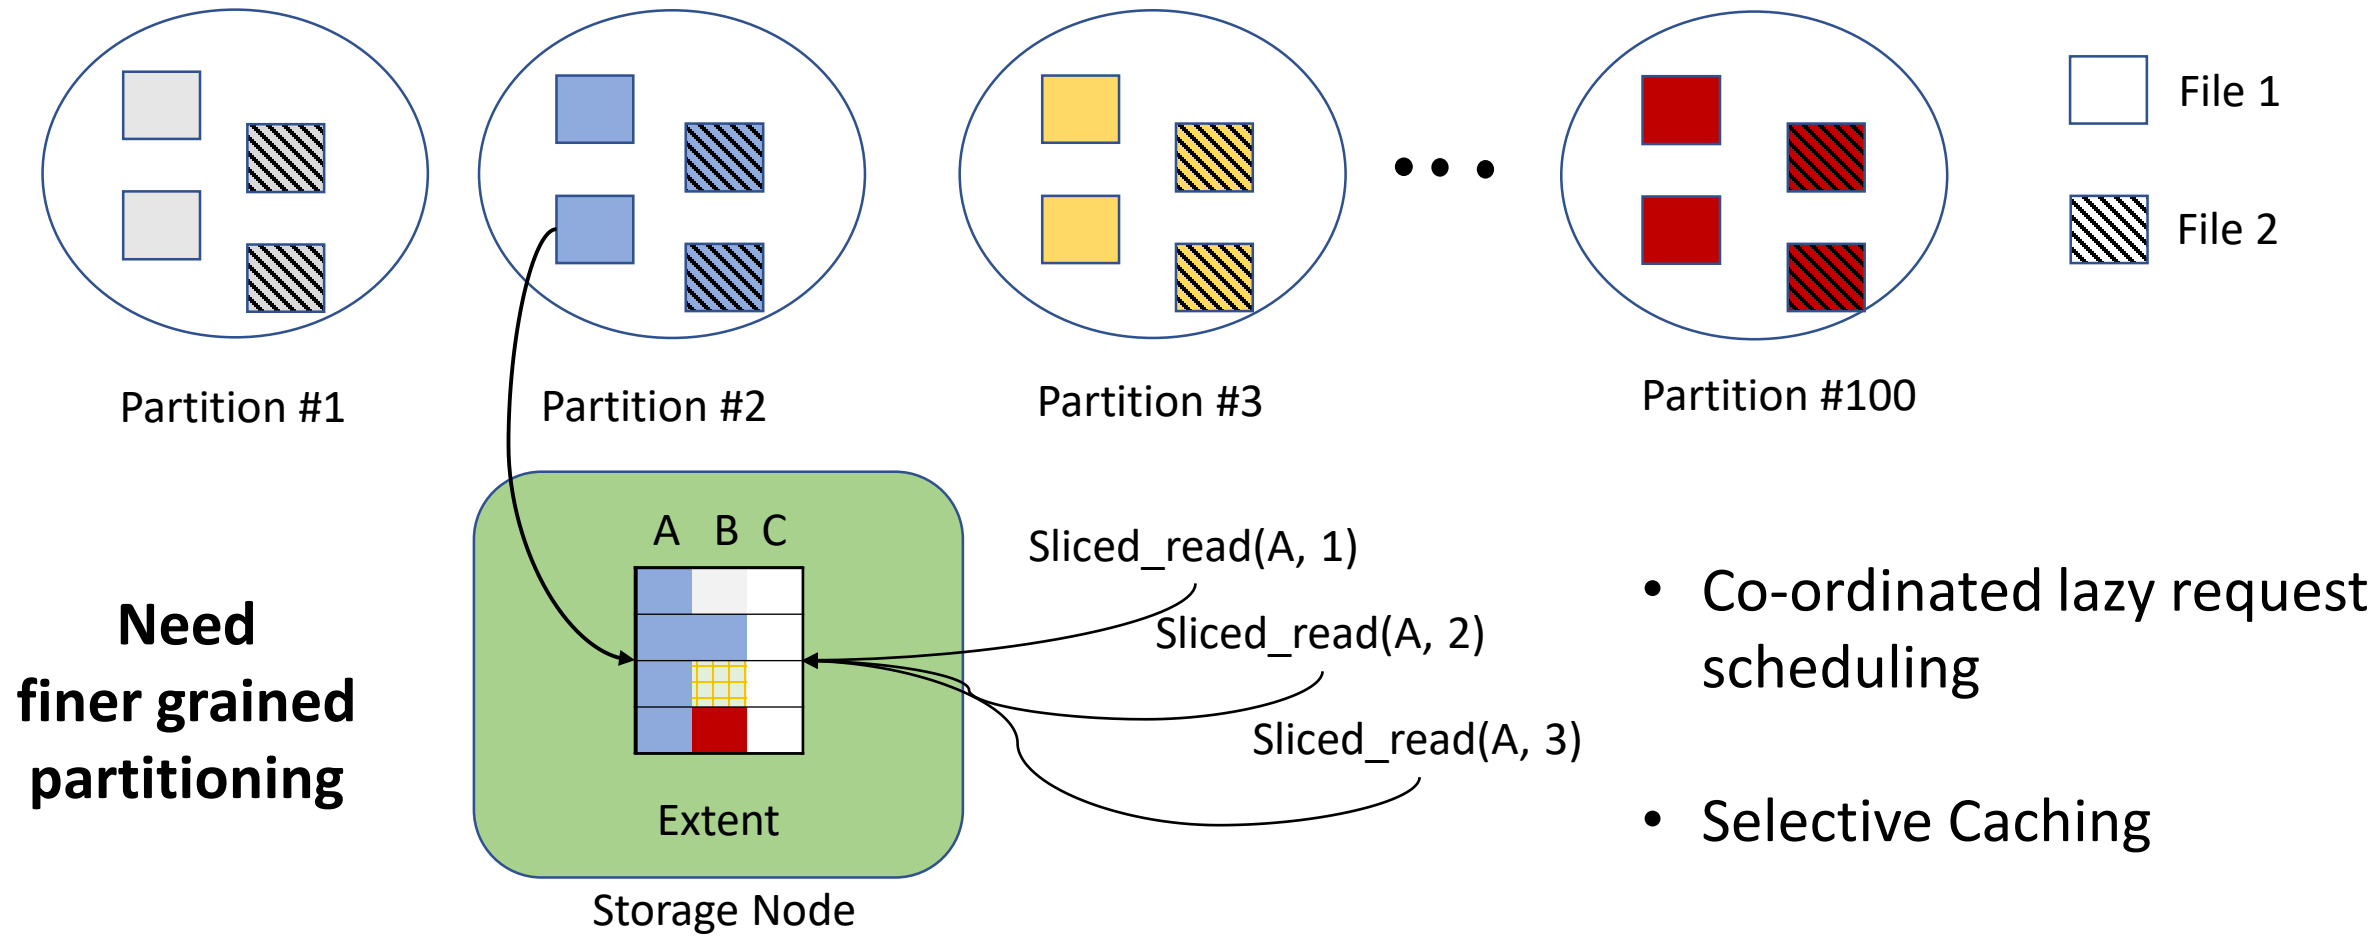 File 1
File 2
Partition #1
Partition #2
Partition #3
Partition #100
A B C
Extent
Storage Node
Sliced_read(A, 1)
Sliced_read(A, 2)
Sliced_read(A, 3)
Need
finer grained
partitioning
• Co-ordinated lazy request
scheduling
• Selective Caching